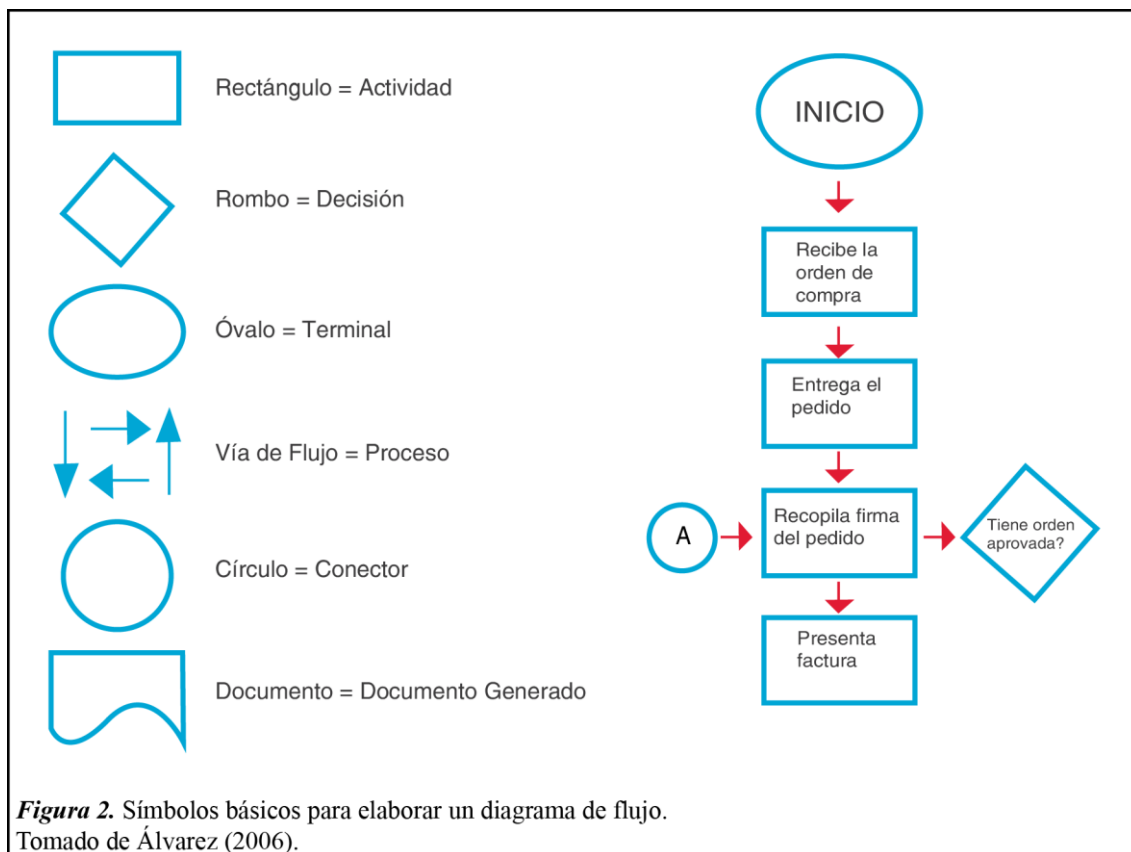 Rectángulo = Actividad
Rombo = Decisión
Óvalo = Terminal
Vía de Flujo = Proceso
Círculo = Conector
Documento = Documento Generado
INICIO
Recibe la
orden de
compra
Entrega el
pedido
A
Recopila firma
del pedido
Tiene orden
aprovada?
Presenta
factura
Figura 2. Símbolos básicos para elaborar un diagrama de flujo.
Tomado de Álvarez (2006).